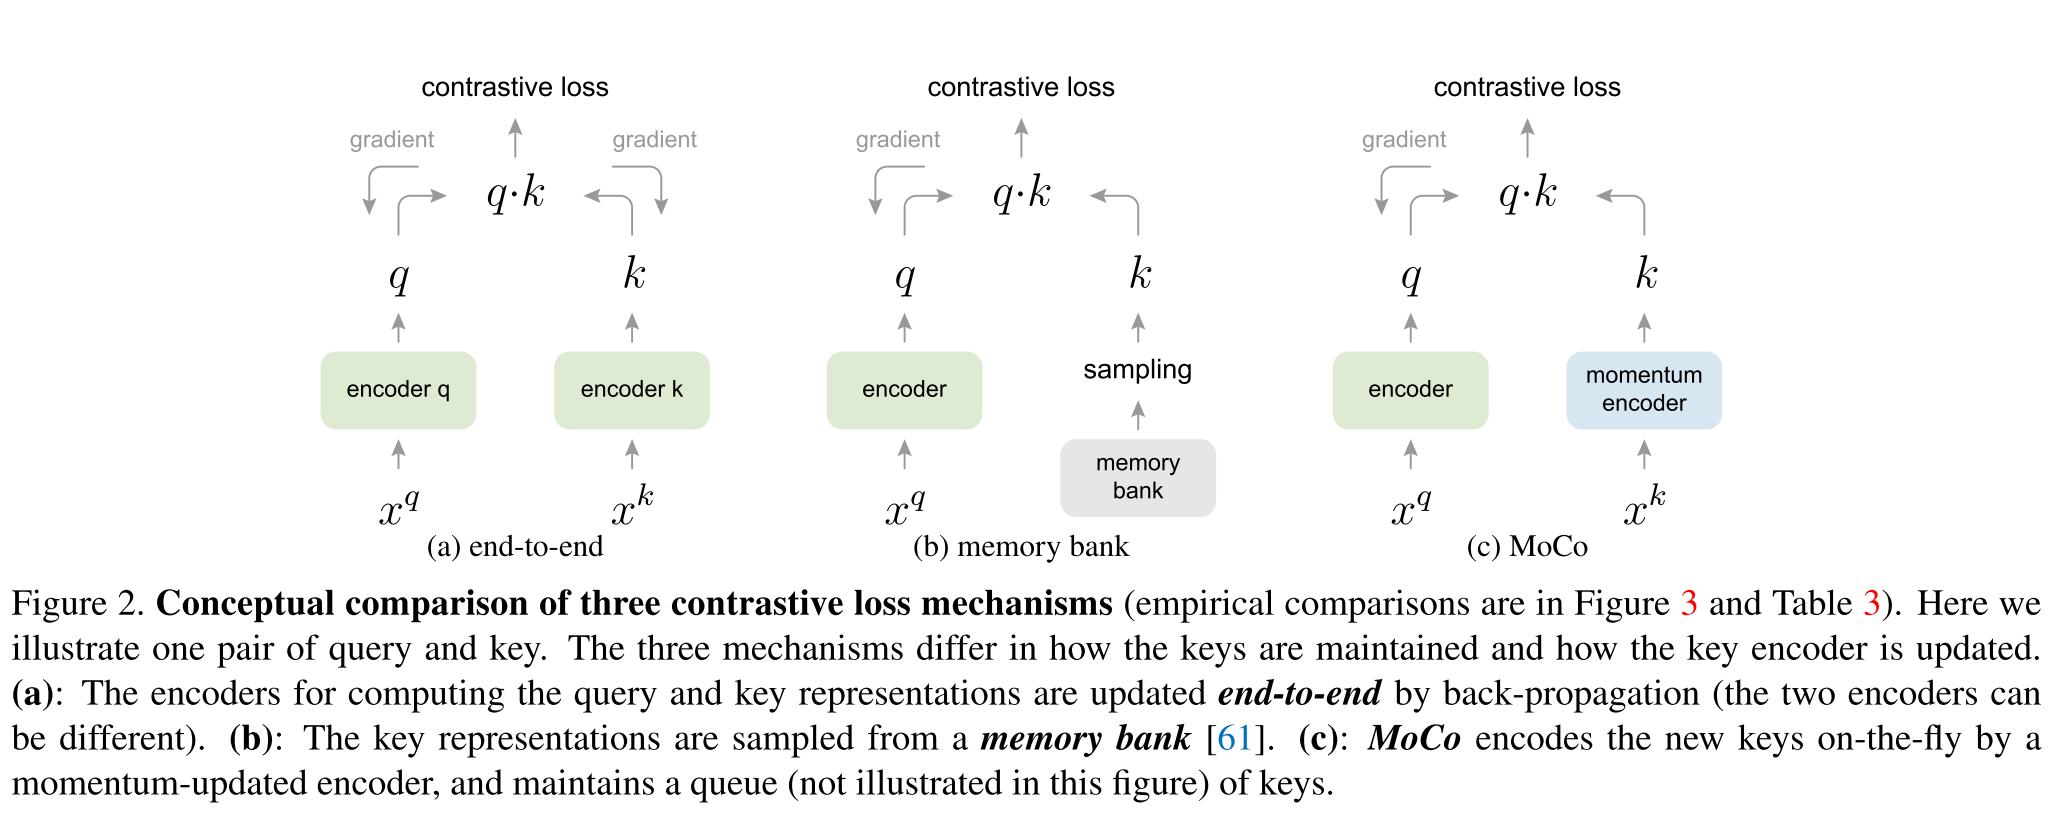 contrastive loss
gradient
gradient
q·k
q
k
encoder q
encoder k
x^q
x^k
(a) end-to-end
contrastive loss
gradient
q·k
q
k
encoder
sampling
memory
bank
x^q
(b) memory bank
contrastive loss
gradient
q·k
q
k
encoder
momentum
encoder
x^q
x^k
(c) MoCo
Figure 2. Conceptual comparison of three contrastive loss mechanisms (empirical comparisons are in Figure 3 and Table 3). Here we
illustrate one pair of query and key. The three mechanisms differ in how the keys are maintained and how the key encoder is updated.
(a): The encoders for computing the query and key representations are updated end-to-end by back-propagation (the two encoders can
be different). (b): The key representations are sampled from a memory bank [61]. (c): MoCo encodes the new keys on-the-fly by a
momentum-updated encoder, and maintains a queue (not illustrated in this figure) of keys.